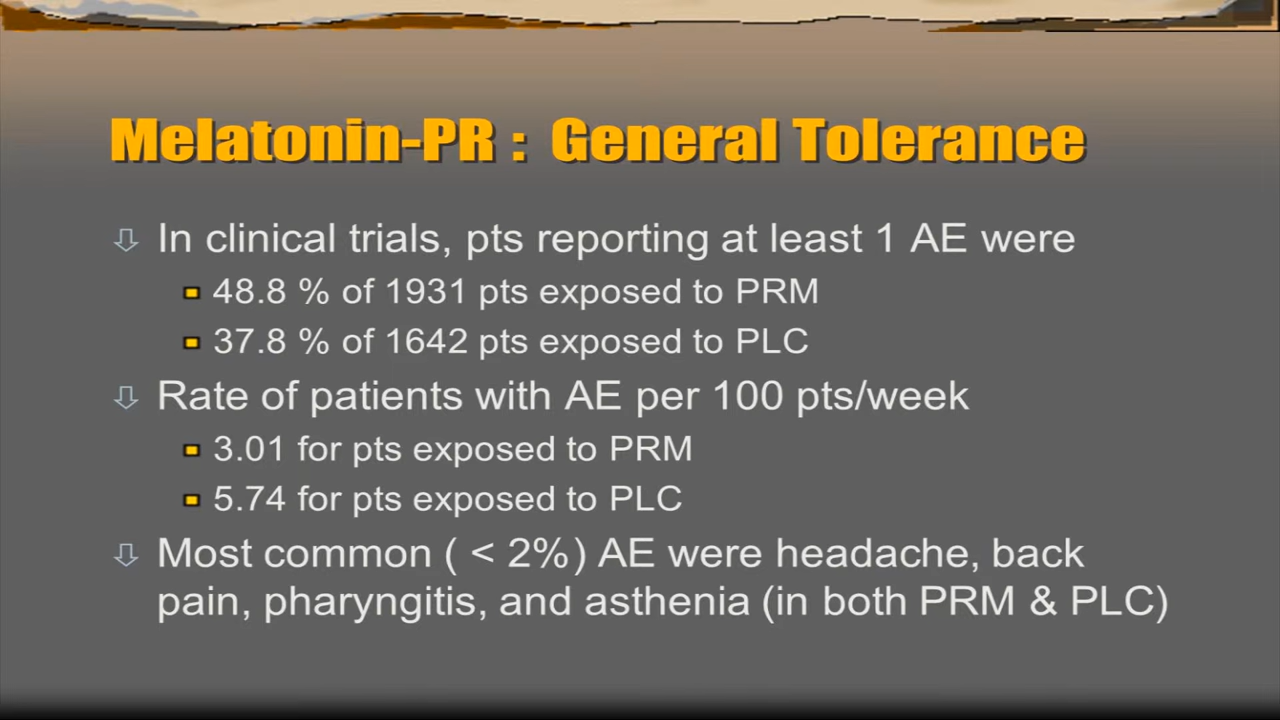 Melatonin-PR : General Tolerance
In clinical trials, pts reporting at least 1 AE were
48.8 % of 1931 pts exposed to PRM
37.8 % of 1642 pts exposed to PLC
Rate of patients with AE per 100 pts/week
3.01 for pts exposed to PRM
5.74 for pts exposed to PLC
Most common ( < 2%) AE were headache, back
pain, pharyngitis, and asthenia (in both PRM & PLC)